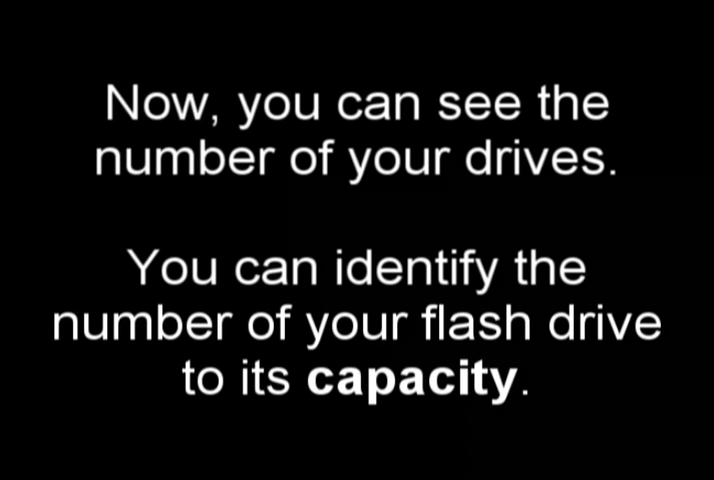 Now, you can see the
number of your drives.
You can identify the
number of your flash drive
to its capacity.